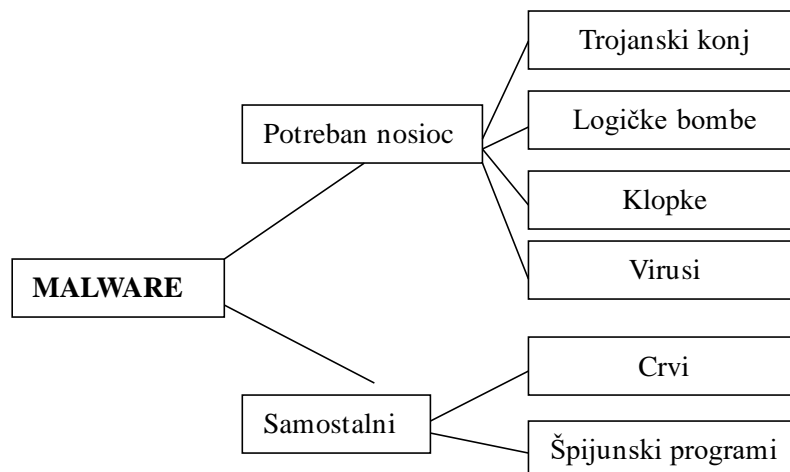 Trojanski konj
Potreban nosioc
Logičke bombe
Klopke
Virusi
MALWARE
Crvi
Samostalni
Špijunski programi